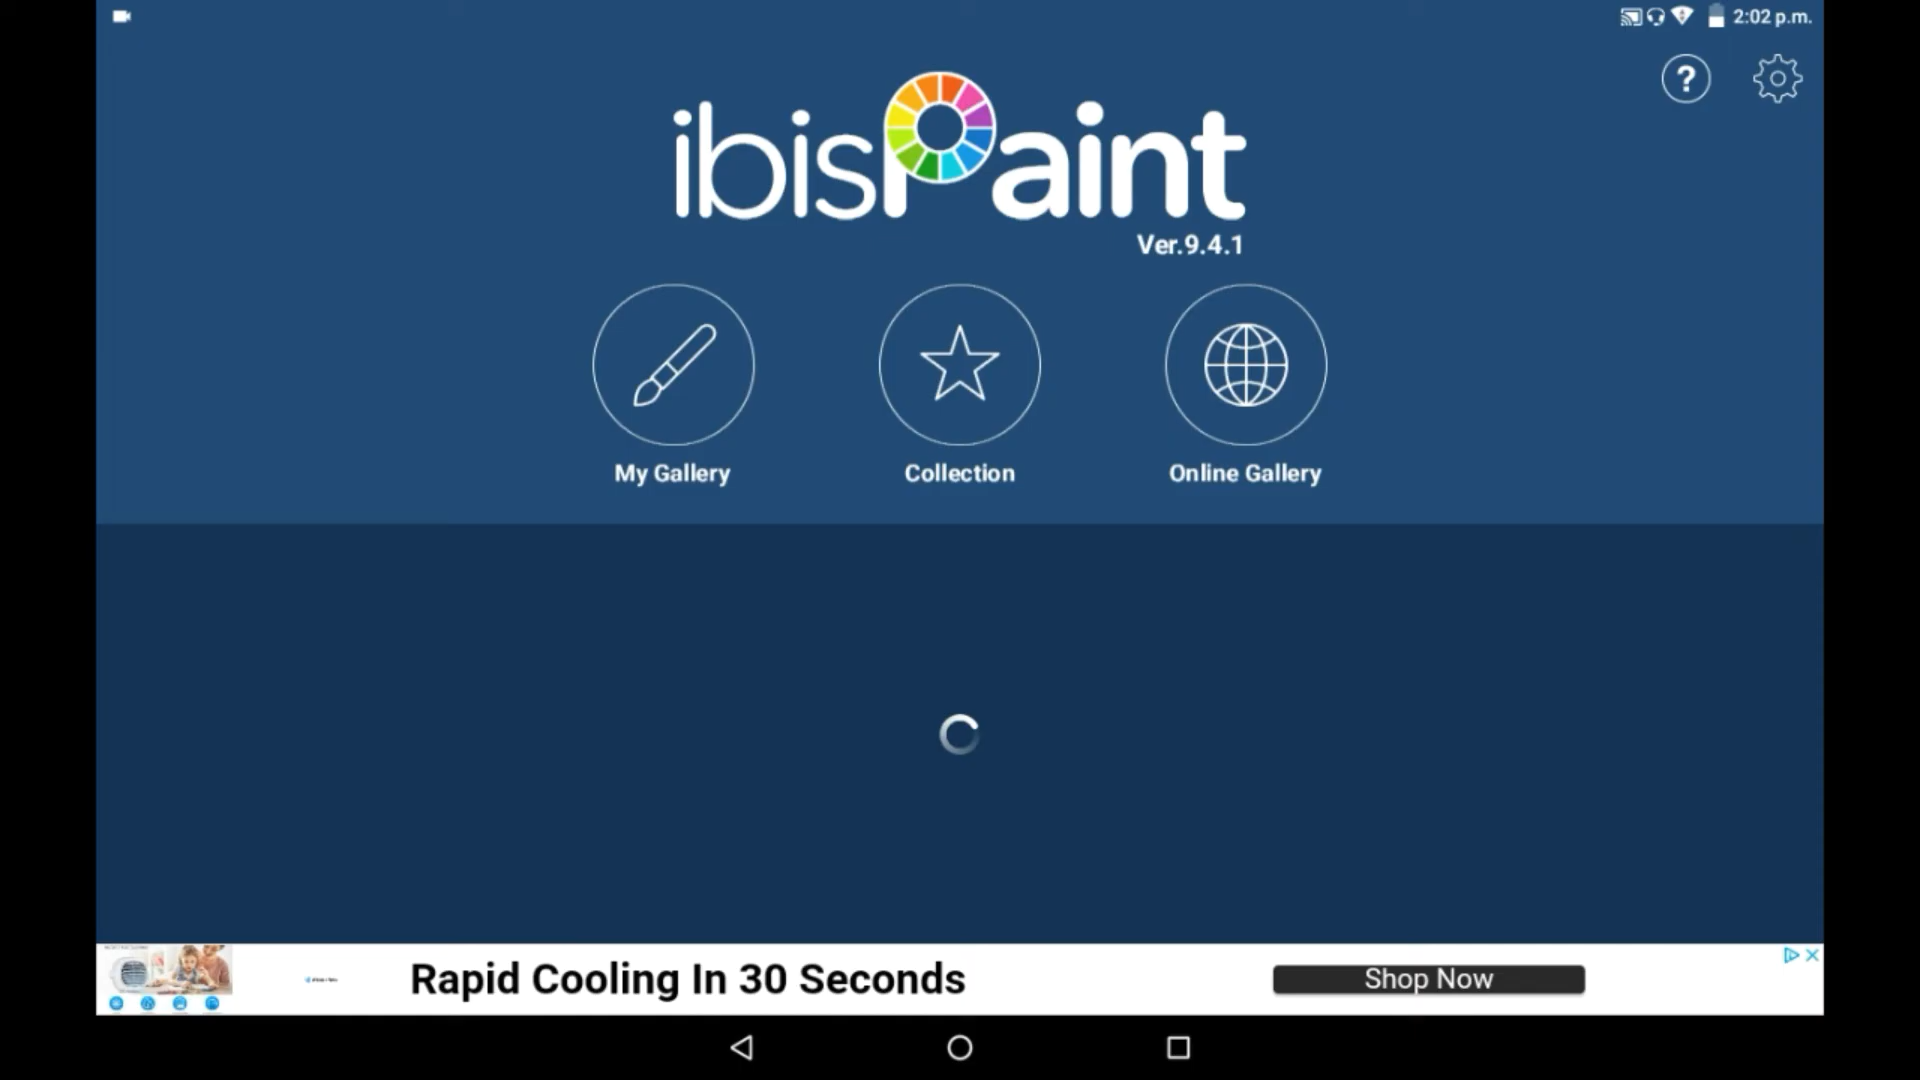 2:02 p.m.
?
ibisPaint
Ver.9.4.1
My Gallery
Collection
Online Gallery
Rapid Cooling In 30 Seconds
Shop Now